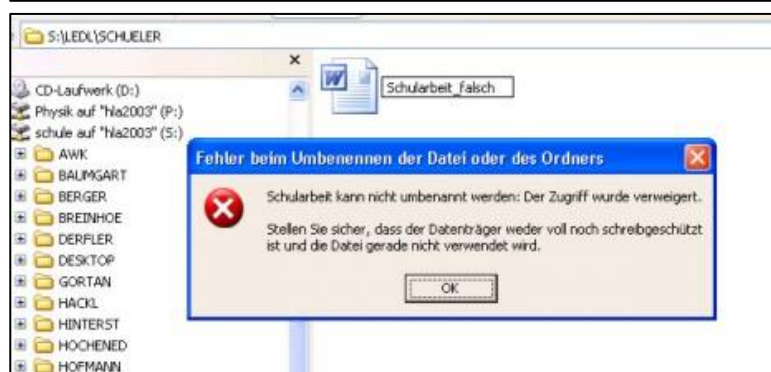 S:\LEDL\SCHUELER
CD-Laufwerk (D:)
Physik auf "hla2003" (P:)
schule auf "hla2003" (S:)
AWK
BAUMGART
BERGER
BREINHOE
DERFLER
DESKTOP
GORTAN
HACKL
HINTERST
HOCHENED
HOFMANN
Schularbeit_falsch
Fehler beim Umbenennen der Datei oder des Ordners
Schularbeit kann nicht umbenannt werden: Der Zugriff wurde verweigert.
Stellen Sie sicher, dass der Datenträger weder voll noch schreibgeschützt
ist und die Datei gerade nicht verwendet wird.
OK